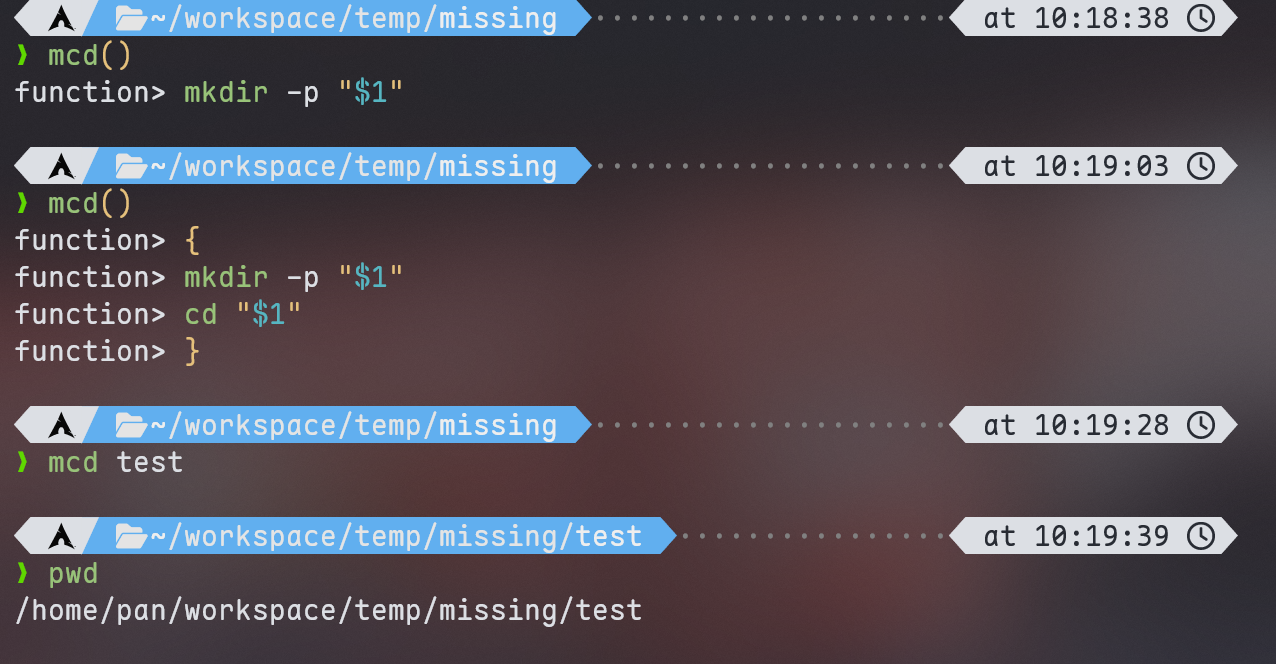 ~/workspace/temp/missing at 10:18:38
❯ mcd()
function> mkdir -p "$1"
~/workspace/temp/missing at 10:19:03
❯ mcd()
function> {
function> mkdir -p "$1"
function> cd "$1"
function> }
~/workspace/temp/missing at 10:19:28
❯ mcd test
~/workspace/temp/missing/test at 10:19:39
❯ pwd
/home/pan/workspace/temp/missing/test